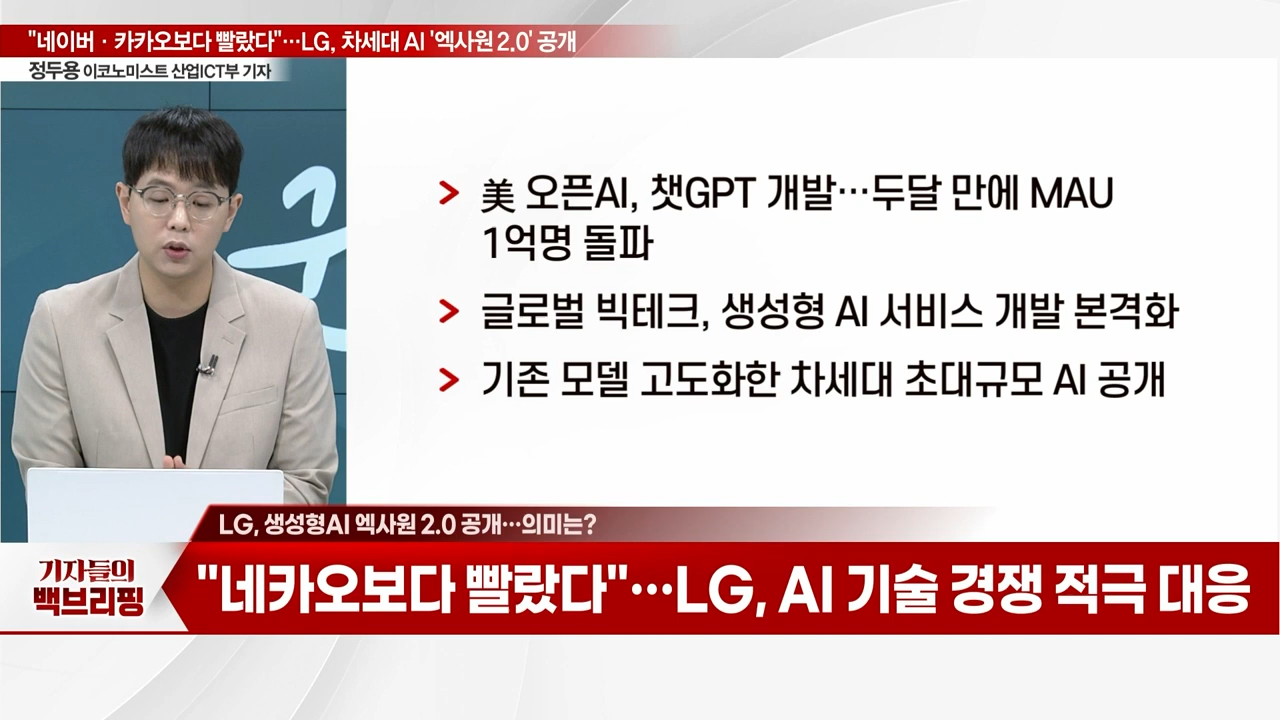 "네이버·카카오보다 빨랐다"…LG, 차세대 AI '엑사원 2.0' 공개
정두용 이코노미스트 산업ICT부 기자
> 美 오픈AI, 챗GPT 개발…두달 만에 MAU
1억명 돌파
> 글로벌 빅테크, 생성형 AI 서비스 개발 본격화
> 기존 모델 고도화한 차세대 초대규모 AI 공개
LG, 생성형AI 엑사원 2.0 공개…의미는?
기자들의
백브리핑
"네카오보다 빨랐다"…LG, AI 기술 경쟁 적극 대응